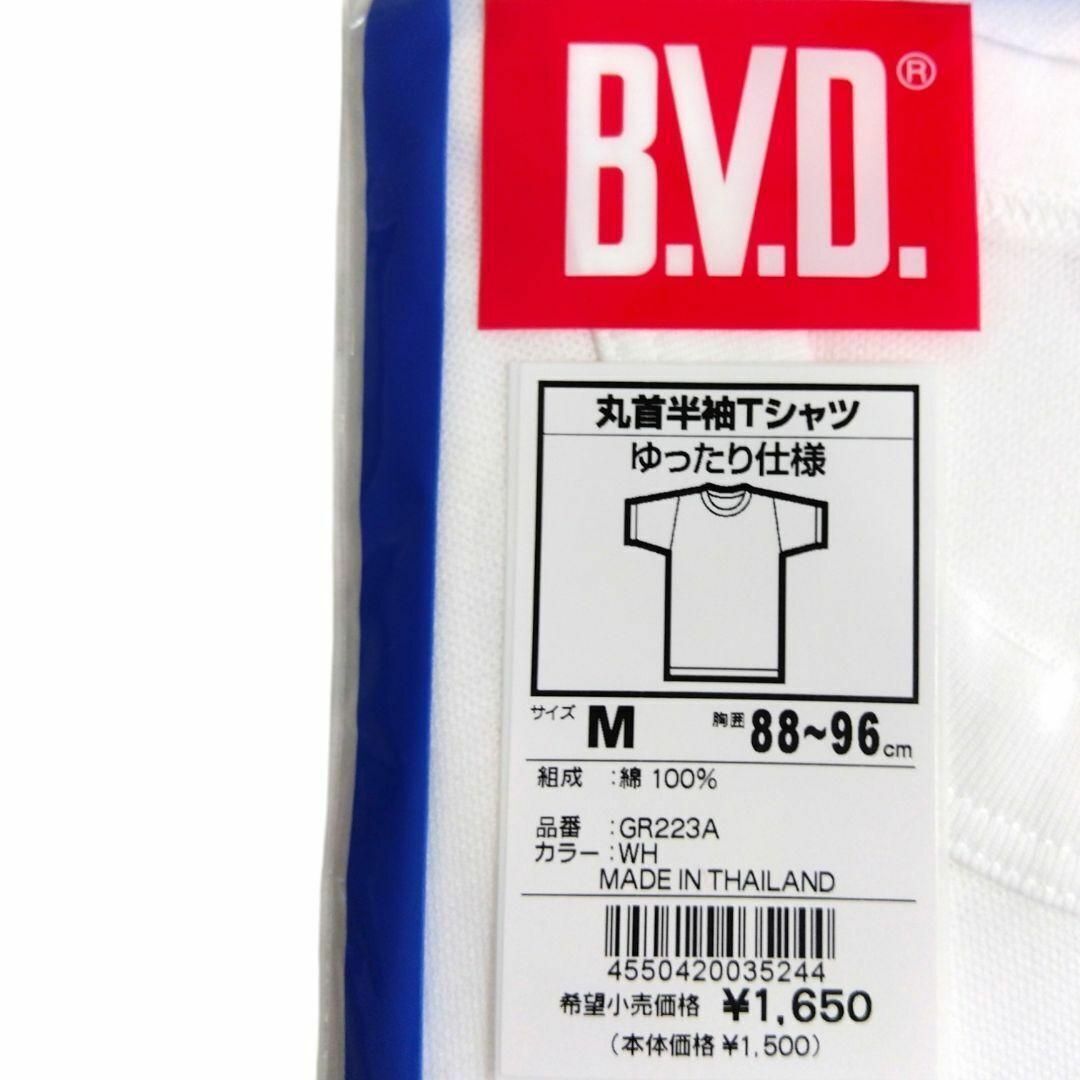 B.V.D.®
丸首半袖Tシャツ
ゆったり仕様
サイズ M 胸囲 88~96cm
組成 :綿 100%
品番 :GR223A
カラー:WH
MADE IN THAILAND
4550420035244
希望小売価格 ¥1,650
(本体価格¥1,500)